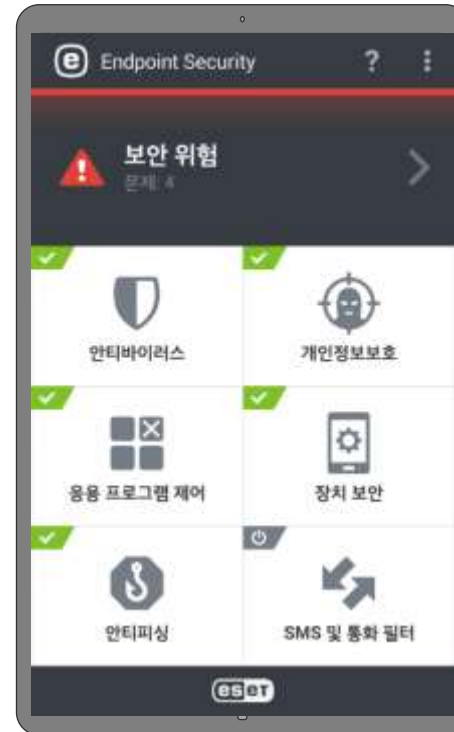 e Endpoint Security ?
보안 위험
문제: 4
안티바이러스
개인정보보호
응용 프로그램 제어
장치 보안
안티피싱
SMS 및 통화 필터
eset